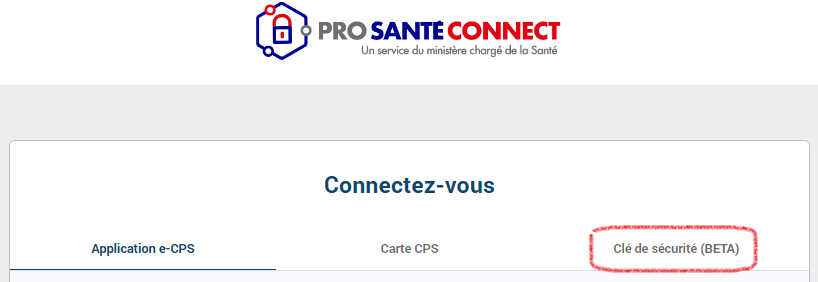 PRO SANTÉ CONNECT
Un service du ministère chargé de la Santé
Connectez-vous
Application e-CPS
Carte CPS
Clé de sécurité (BETA)